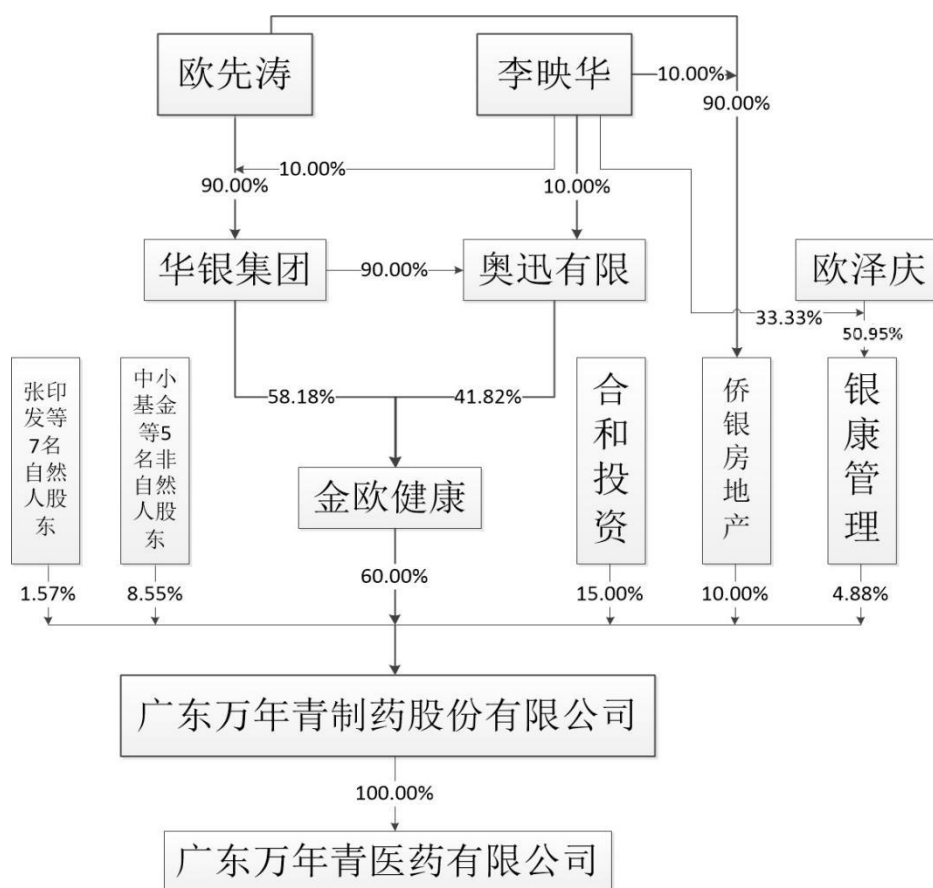 欧先涛
李映华
10.00%
90.00%
10.00%
90.00%
10.00%
华银集团
90.00%
奥迅有限
欧泽庆
33.33%
50.95%
张印
发等
7名
自然
人股
东
中小
基金
等5
名非
自然
人股
东
58.18%
41.82%
合
和
投
资
侨
银
房
地
产
银
康
管
理
金欧健康
1.57%
8.55%
60.00%
15.00%
10.00%
4.88%
广东万年青制药股份有限公司
100.00%
广东万年青医药有限公司